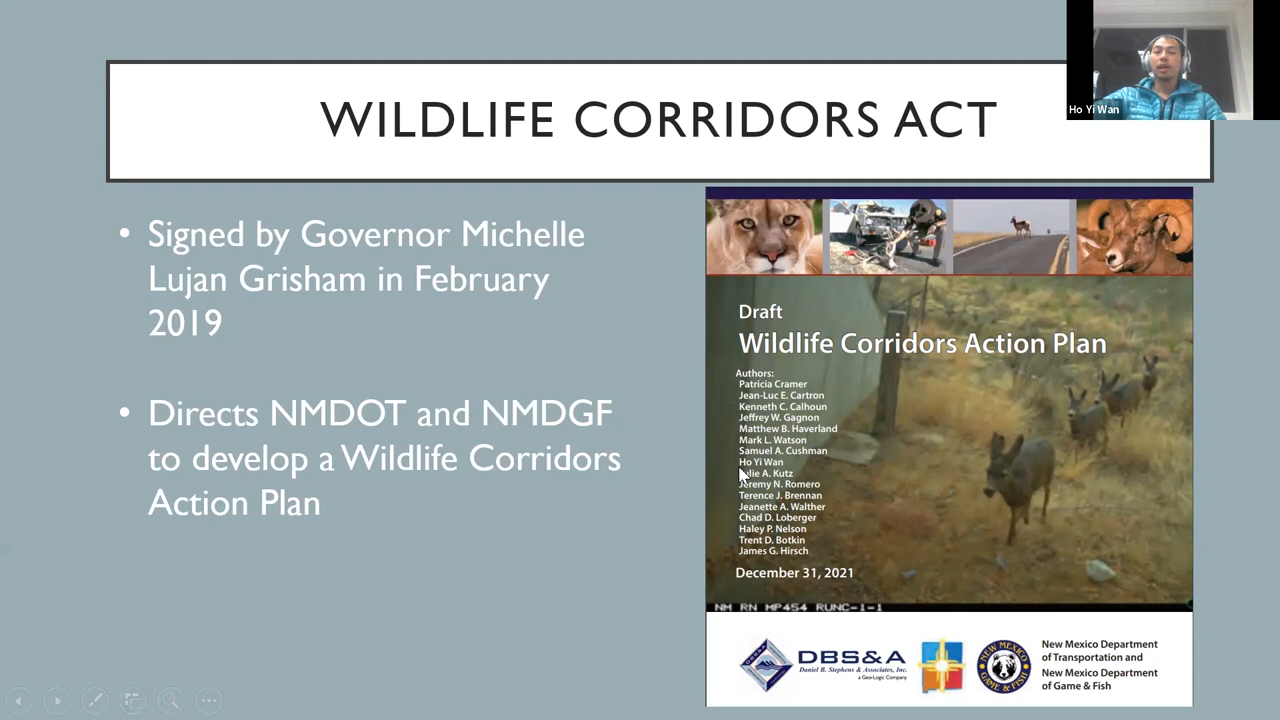 WILDLIFE CORRIDORS ACT
Ho Yi Wan
• Signed by Governor Michelle
Lujan Grisham in February
2019
• Directs NMDOT and NMDGF
to develop a Wildlife Corridors
Action Plan
Draft
Wildlife Corridors Action Plan
Authors:
Patricia Cramer
Jean-Luc E. Cartron
Kenneth C. Calhoun
Jeffrey W. Gagnon
Matthew B. Haverland
Mark L. Watson
Samuel A. Cushman
Ho Yi Wan
A. Kutz
Jeremy N. Romero
Terence J. Brennan
Jeanette A. Walther
Chad D. Loberger
Haley P. Nelson
Trent D. Botkin
James G. Hirsch
December 31, 2021
NM RN MP454 RUNC-1-1
DBS&A
Daniel B. Stephens & Associates, Inc.
a Geo-Logic Company
NEW MEXICO
GAME & FISH
New Mexico Department
of Transportation and
New Mexico Department
of Game & Fish